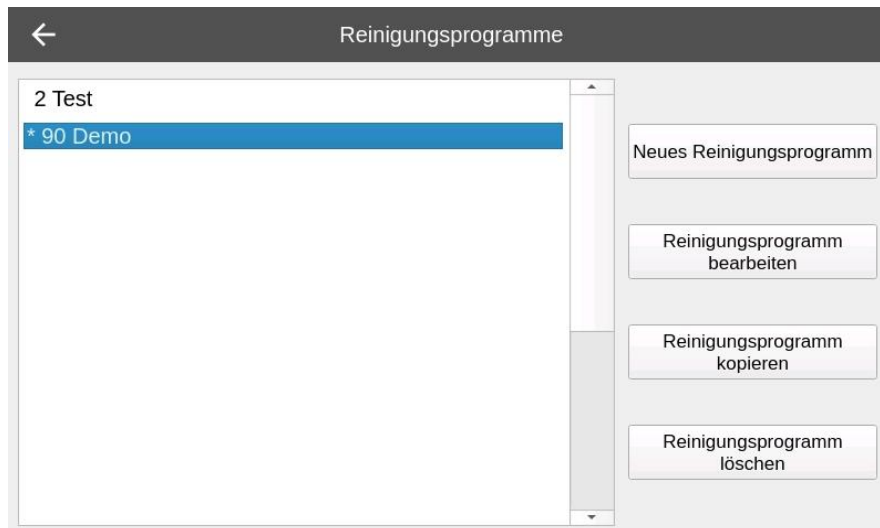 Reinigungsprogramme
2 Test
* 90 Demo
Neues Reinigungsprogramm
Reinigungsprogramm
bearbeiten
Reinigungsprogramm
kopieren
Reinigungsprogramm
löschen